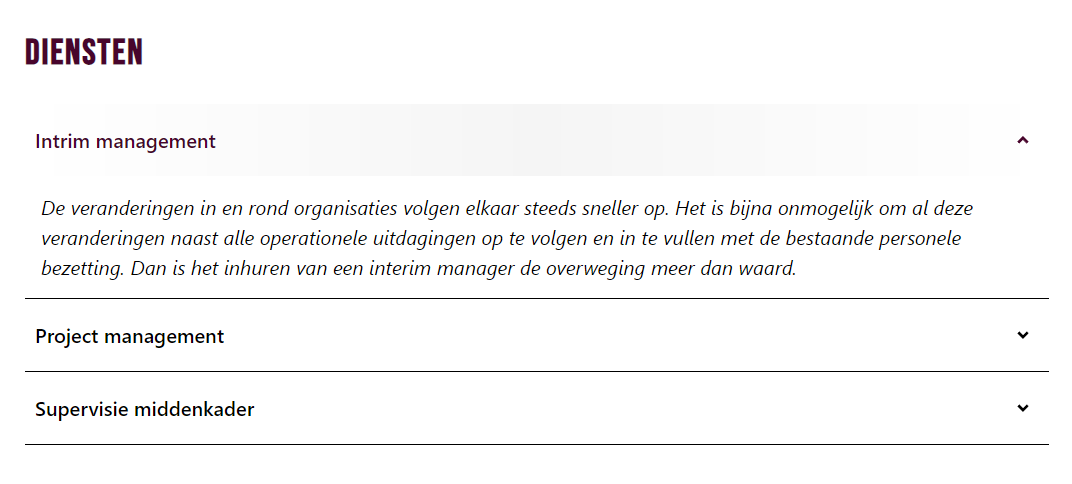 DIENSTEN
Intrim management
De veranderingen in en rond organisaties volgen elkaar steeds sneller op. Het is bijna onmogelijk om al deze
veranderingen naast alle operationele uitdagingen op te volgen en in te vullen met de bestaande personele
bezetting. Dan is het inhuren van een interim manager de overweging meer dan waard.
Project management
Supervisie middenkader